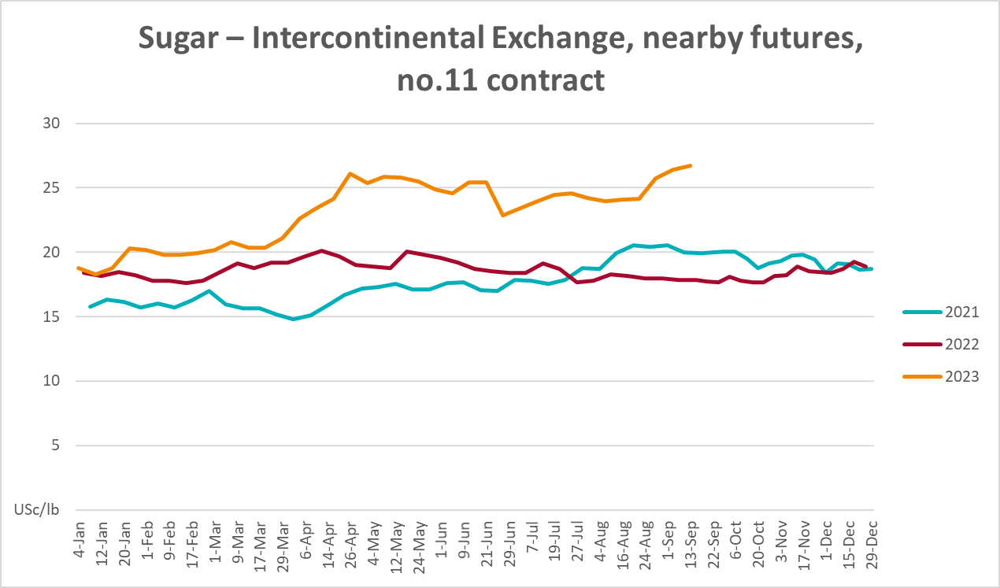 Sugar – Intercontinental Exchange, nearby futures,
no.11 contract
30
25
20
15
10
5
USc/lb
4-Jan
12-Jan
20-Jan
1-Feb
9-Feb
17-Feb
1-Mar
9-Mar
17-Mar
29-Mar
6-Apr
14-Apr
26-Apr
4-May
12-May
24-May
1-Jun
9-Jun
21-Jun
29-Jun
7-Jul
19-Jul
27-Jul
4-Aug
16-Aug
24-Aug
1-Sep
13-Sep
22-Sep
6-Oct
20-Oct
3-Nov
17-Nov
1-Dec
15-Dec
29-Dec
2021
2022
2023